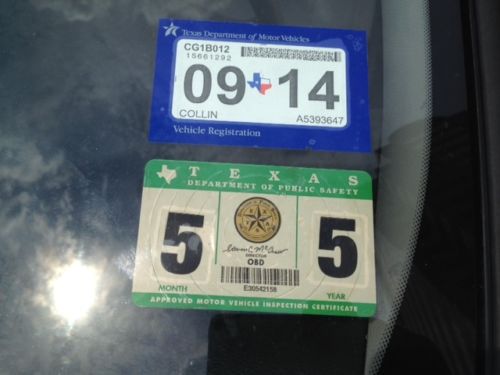 Texas Department of Motor Vehicles
CG1B012
15661292
09 14
COLLIN A5393647
Vehicle Registration
TEXAS
DEPARTMENT OF PUBLIC SAFETY
5 5
DIRECTOR
OBD
MONTH E30542158 YEAR
APPROVED MOTOR VEHICLE INSPECTION CERTIFICATE